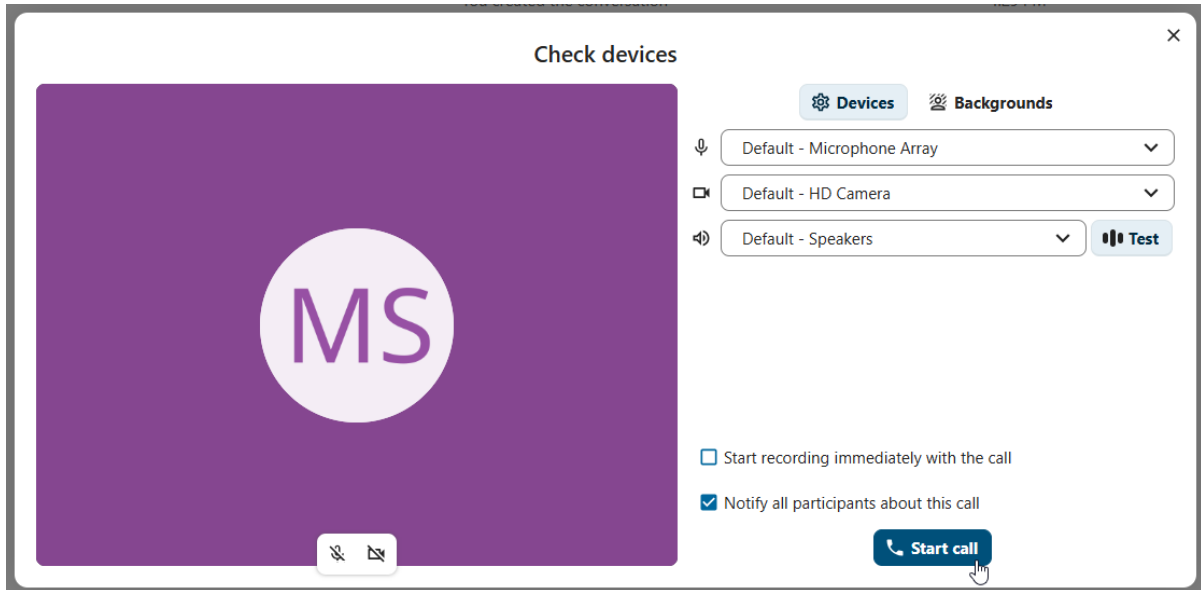 Check devices
Devices
Backgrounds
Default - Microphone Array
Default - HD Camera
Default - Speakers
Test
MS
Start recording immediately with the call
Notify all participants about this call
Start call